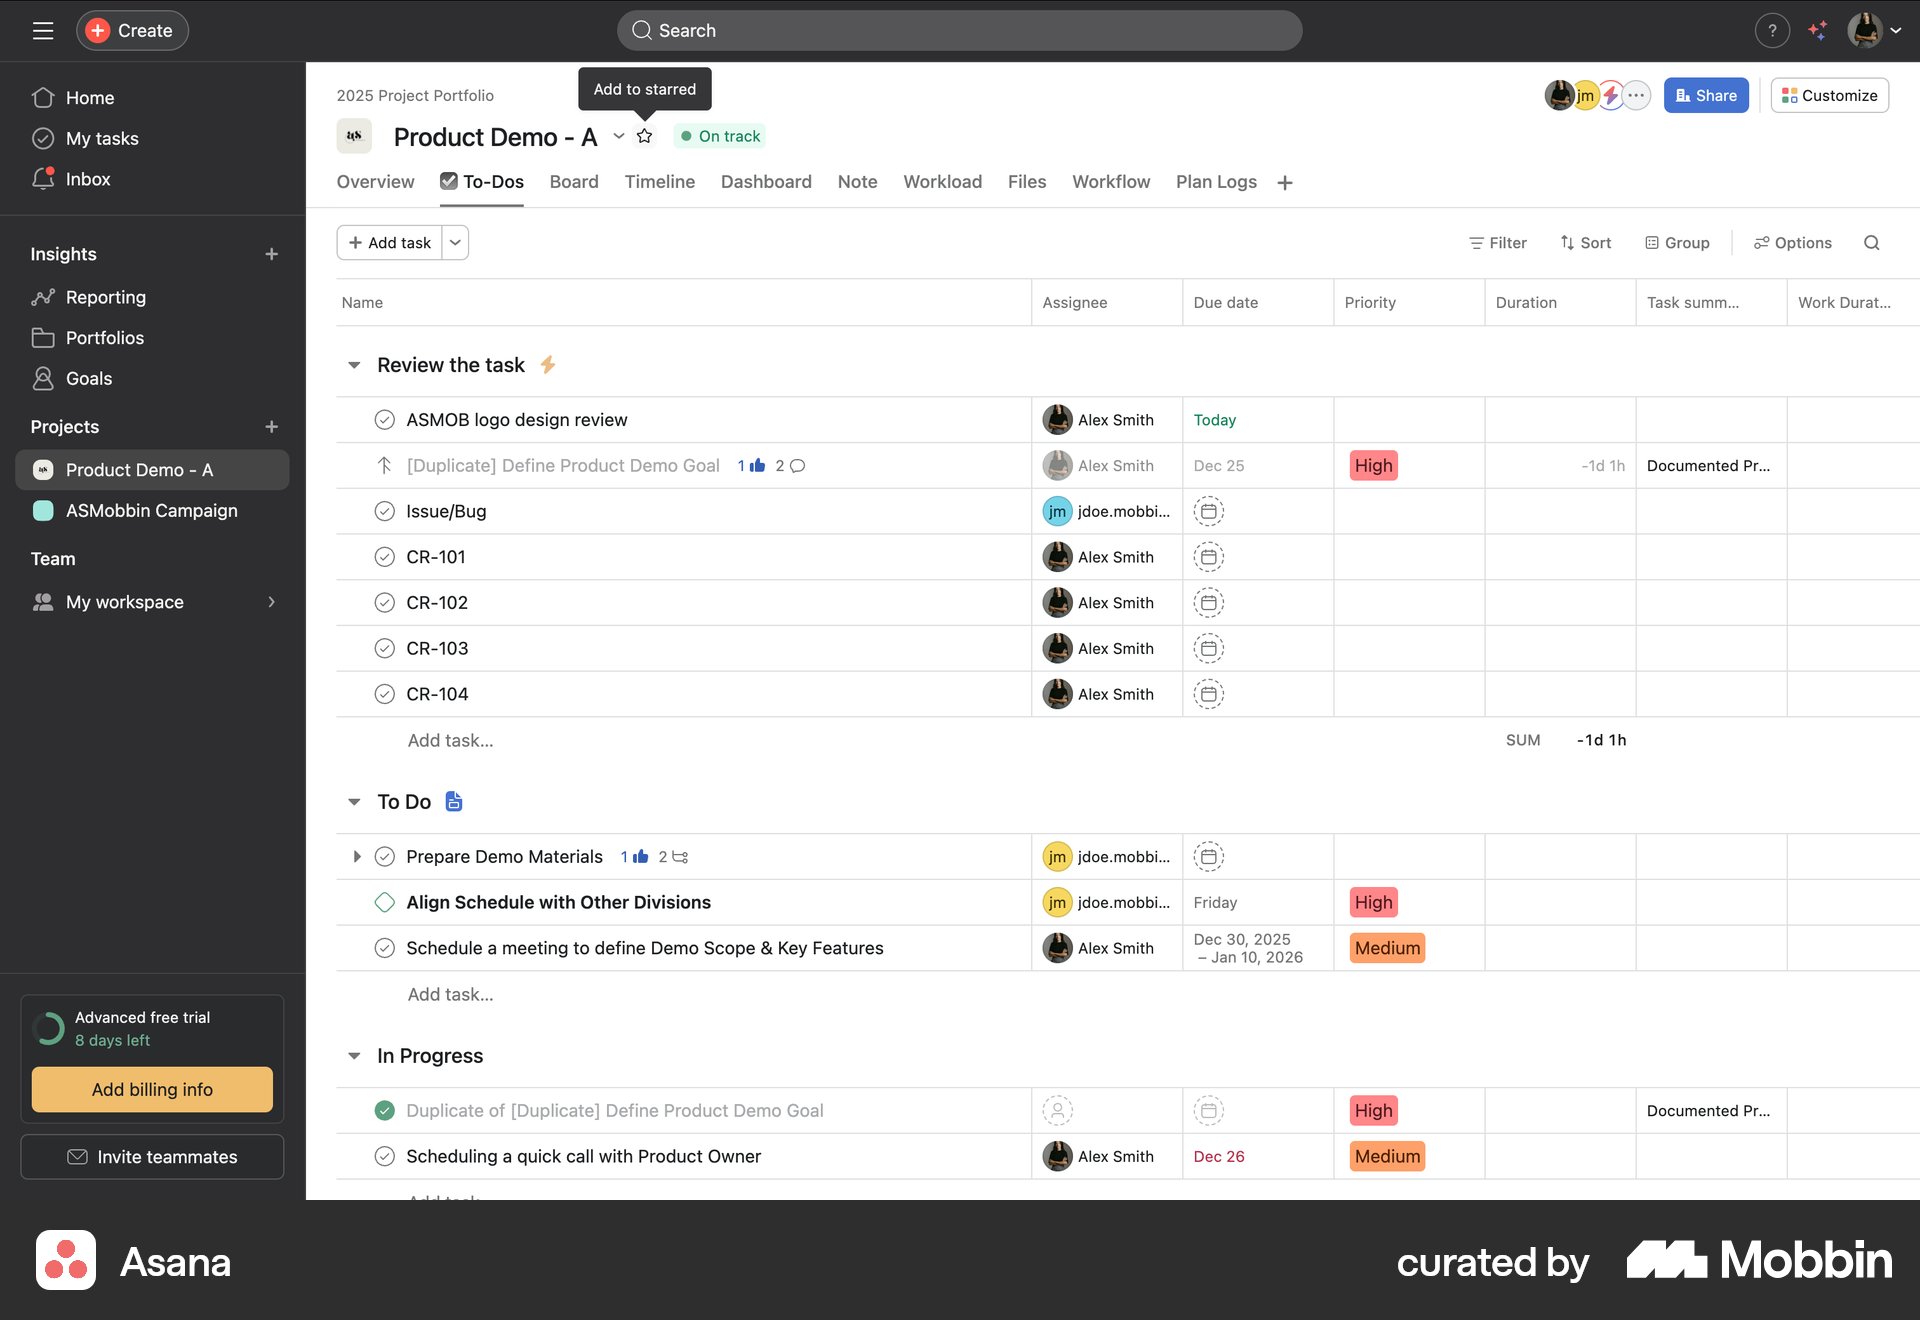 Create
Search
?
Home
My tasks
Inbox
Insights
Reporting
Portfolios
Goals
Projects
Product Demo - A
ASMobbin Campaign
Team
My workspace
Advanced free trial
8 days left
Add billing info
Invite teammates
2025 Project Portfolio
Add to starred
Product Demo - A
On track
jm
Share
Customize
Overview
To-Dos
Board
Timeline
Dashboard
Note
Workload
Files
Workflow
Plan Logs
Add task
Filter
Sort
Group
Options
Name
Assignee
Due date
Priority
Duration
Task summ...
Work Durat...
Review the task
ASMOB logo design review
Alex Smith
Today
[Duplicate] Define Product Demo Goal
1
2
Alex Smith
Dec 25
High
-1d 1h
Documented Pr...
Issue/Bug
jm
jdoe.mobbi...
CR-101
Alex Smith
CR-102
Alex Smith
CR-103
Alex Smith
CR-104
Alex Smith
Add task...
SUM
-1d 1h
To Do
Prepare Demo Materials
1
2
jm
jdoe.mobbi...
Align Schedule with Other Divisions
jm
jdoe.mobbi...
Friday
High
Schedule a meeting to define Demo Scope & Key Features
Alex Smith
Dec 30, 2025
– Jan 10, 2026
Medium
Add task...
In Progress
Duplicate of [Duplicate] Define Product Demo Goal
High
Documented Pr...
Scheduling a quick call with Product Owner
Alex Smith
Dec 26
Medium
Asana
curated by
Mobbin